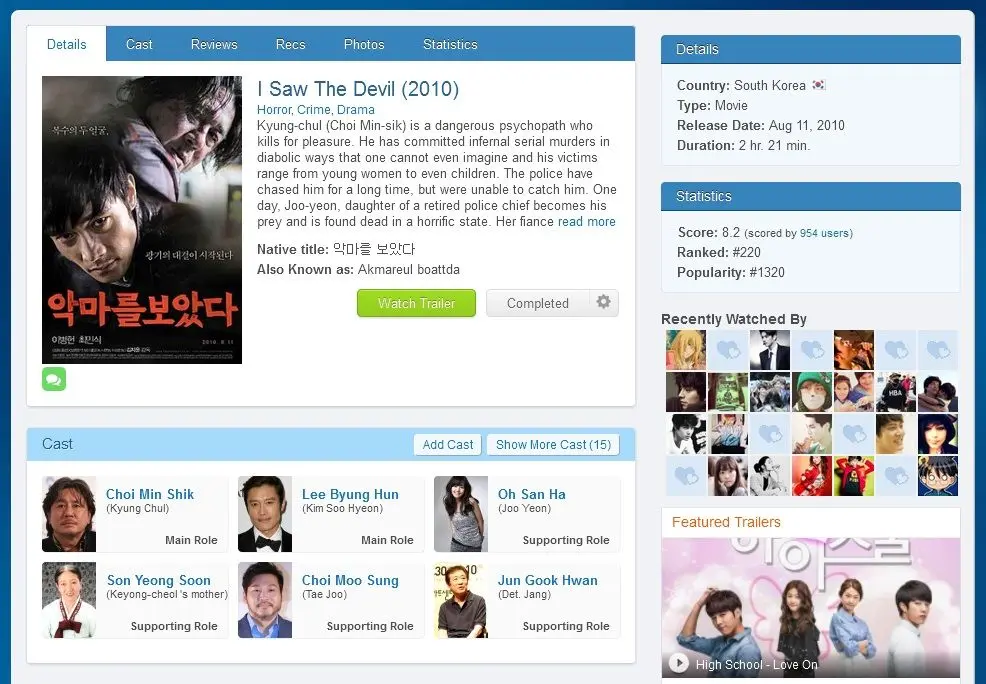 Details Cast Reviews Recs Photos Statistics
복수의 두 얼굴,
광기의 대결이 시작된다
악마를 보았다
이병헌 최민식
2010. 8.11
I Saw The Devil (2010)
Horror, Crime, Drama
Kyung-chul (Choi Min-sik) is a dangerous psychopath who
kills for pleasure. He has committed infernal serial murders in
diabolic ways that one cannot even imagine and his victims
range from young women to even children. The police have
chased him for a long time, but were unable to catch him. One
day, Joo-yeon, daughter of a retired police chief becomes his
prey and is found dead in a horrific state. Her fiance read more
Native title: 악마를 보았다
Also Known as: Akmareul boattda
Watch Trailer Completed
Cast
Add Cast Show More Cast (15)
Choi Min Shik
(Kyung Chul)
Main Role
Lee Byung Hun
(Kim Soo Hyeon)
Main Role
Oh San Ha
(Joo Yeon)
Supporting Role
Son Yeong Soon
(Keyong-cheol 's mother)
Supporting Role
Choi Moo Sung
(Tae Joo)
Supporting Role
Jun Gook Hwan
(Det. Jang)
Supporting Role
Details
Country: South Korea
Type: Movie
Release Date: Aug 11, 2010
Duration: 2 hr. 21 min.
Statistics
Score: 8.2 (scored by 954 users)
Ranked: #220
Popularity: #1320
Recently Watched By
HBA
Featured Trailers
High School - Love On